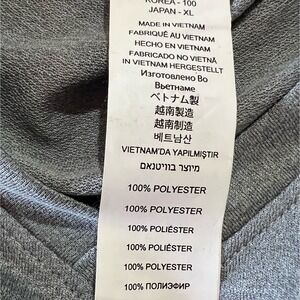 KOREA - 100
JAPAN - XL
MADE IN VIETNAM
FABRIQUÉ AU VIETNAM
HECHO EN VIETNAM
FABRICADO NO VIETNÃ
IN VIETNAM HERGESTELLT
Изготовлено Во
Вьетнаме
ベトナム製
越南製造
越南制造
베트남산
VIETNAM'DA YAPILMIŞTIR
מיוצר בוויטנאם
100% POLYESTER
100% POLYESTER
100% POLIÉSTER
100% POLIÉSTER
100% POLYESTER
100% ПОЛИЭФИР